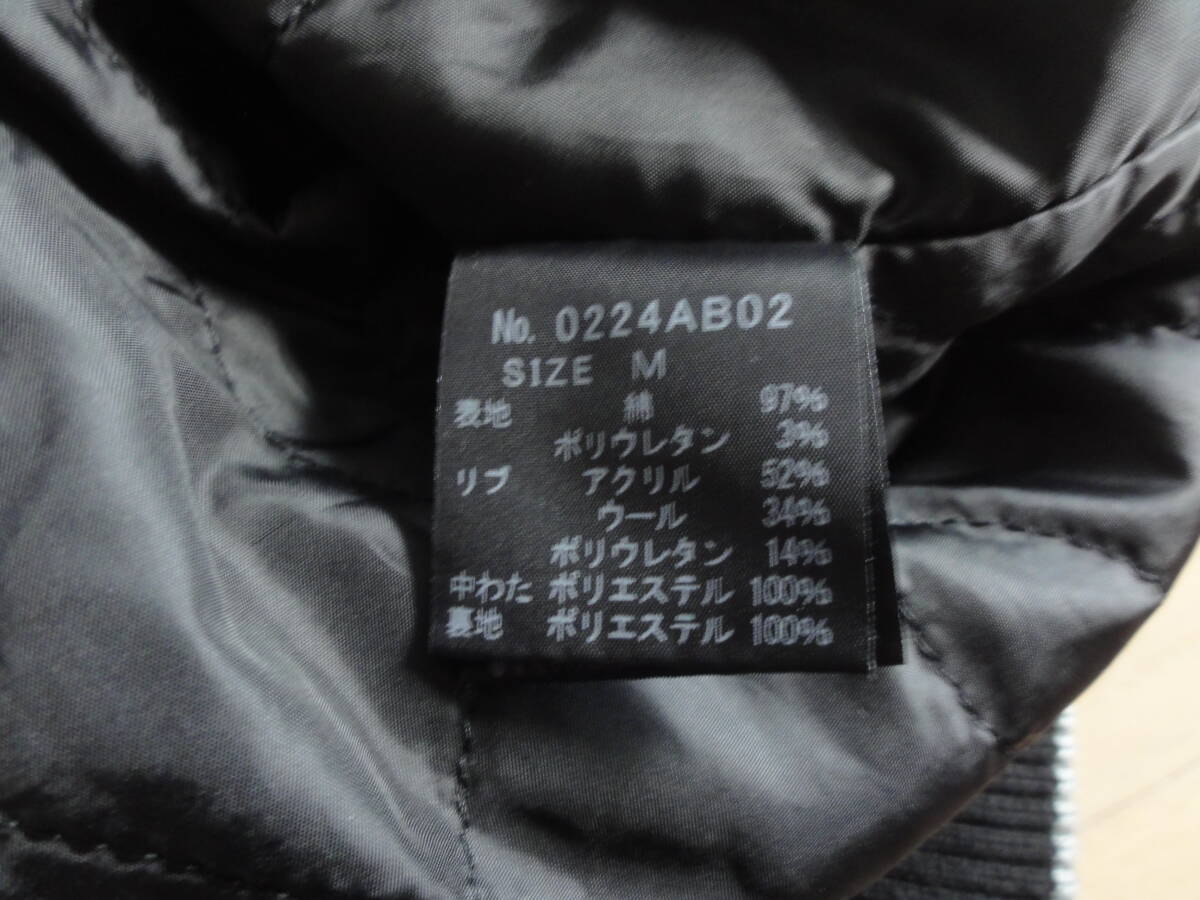 No. 0224AB02
SIZE M
表地 綿 97%
ポリウレタン 3%
リブ アクリル 52%
ウール 34%
ポリウレタン 14%
中わた ポリエステル 100%
裏地 ポリエステル 100%